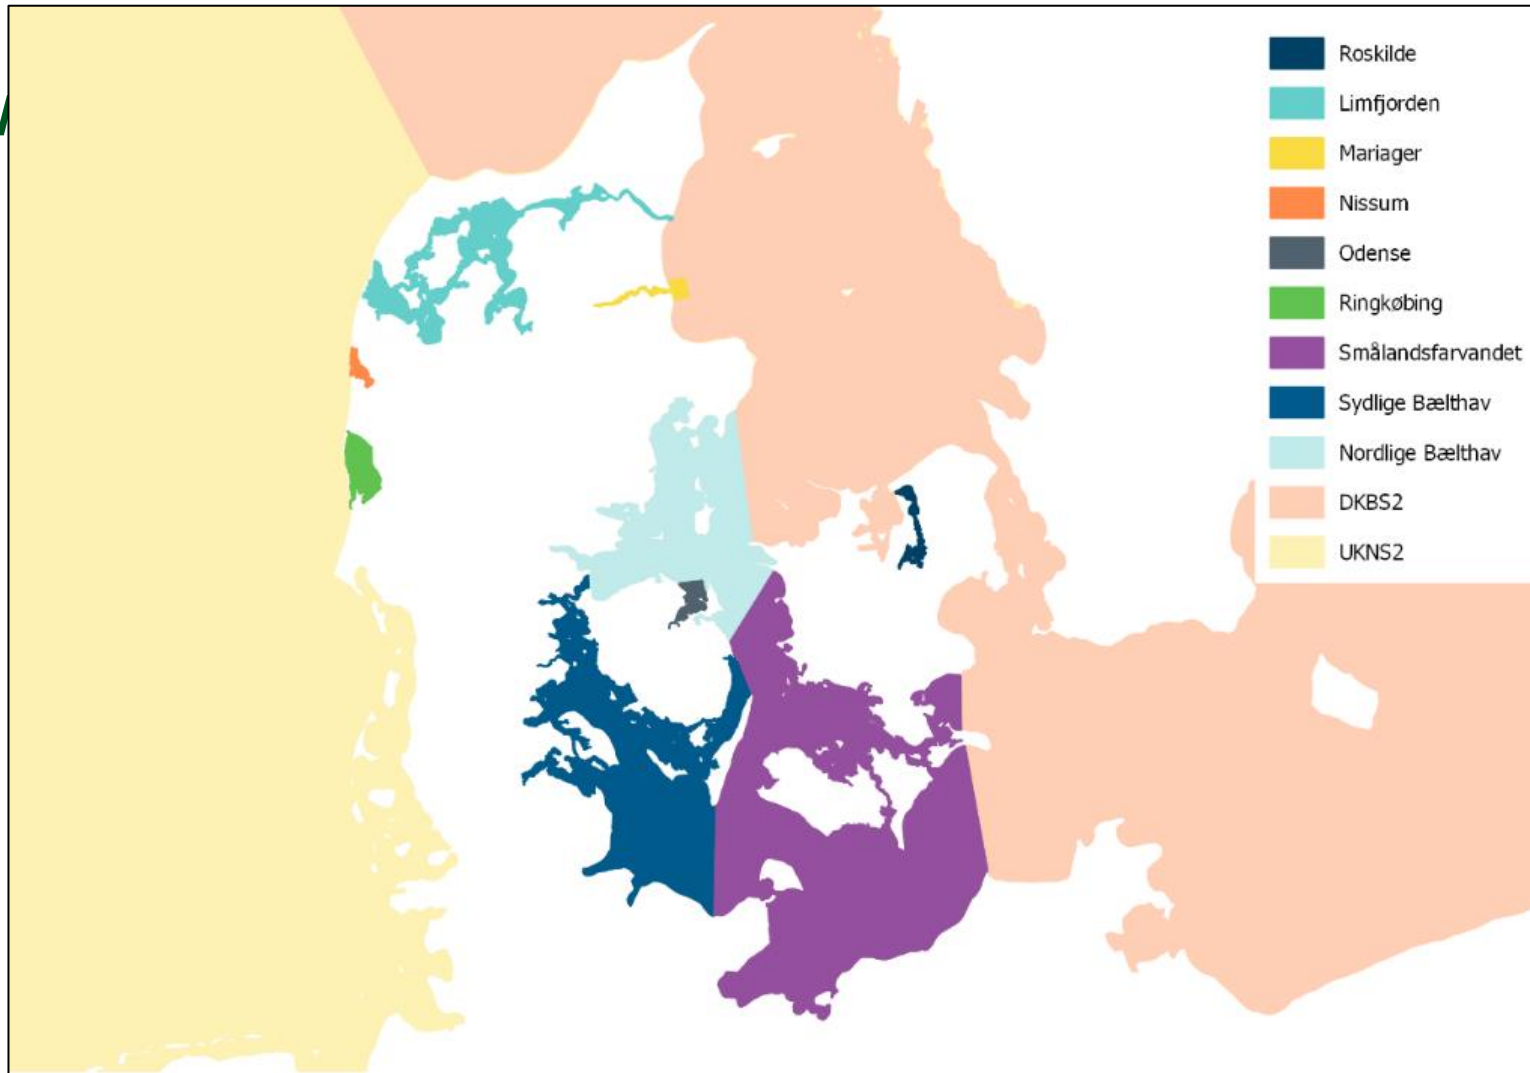 Roskilde
Limfjorden
Mariager
Nissum
Odense
Ringkøbing
Smålandsfarvandet
Sydlige Bælthav
Nordlige Bælthav
DKBS2
UKNS2